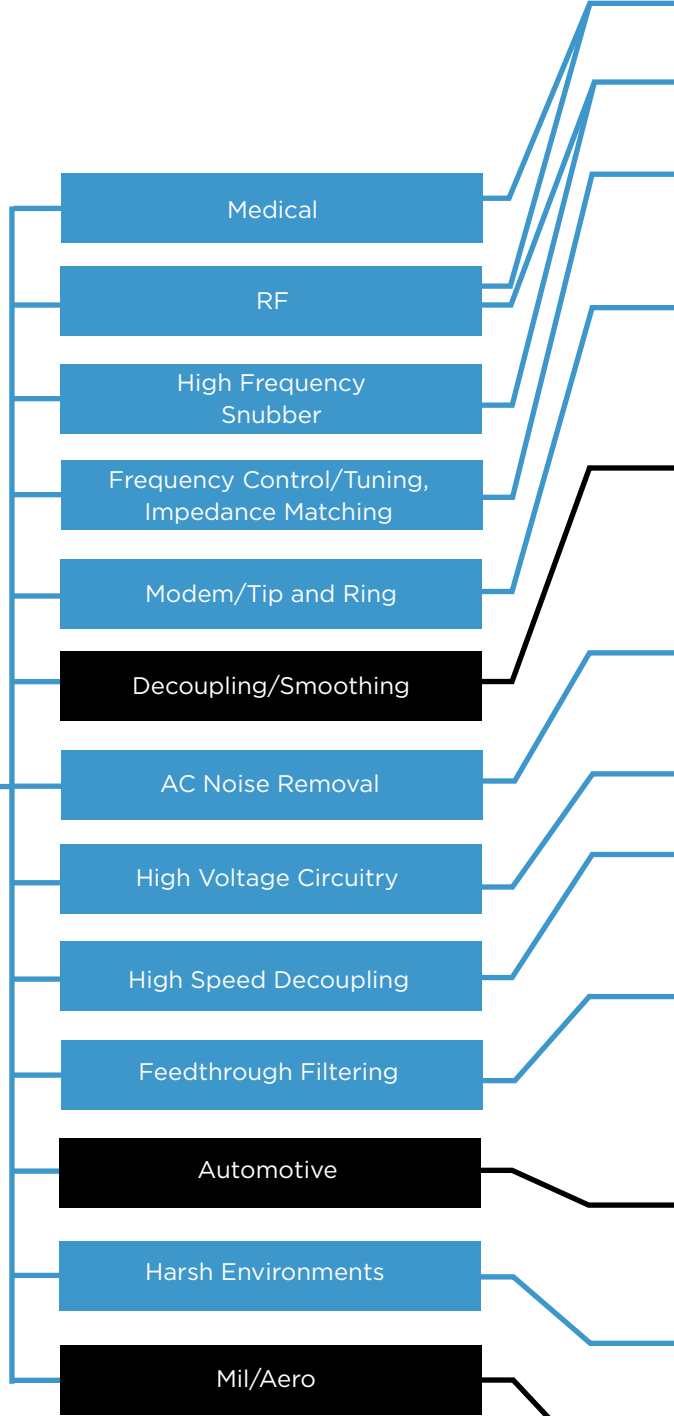 Medical
RF
High Frequency
Snubber
Frequency Control/Tuning,
Impedance Matching
Modem/Tip and Ring
Decoupling/Smoothing
AC Noise Removal
High Voltage Circuitry
High Speed Decoupling
Feedthrough Filtering
Automotive
Harsh Environments
Mil/Aero